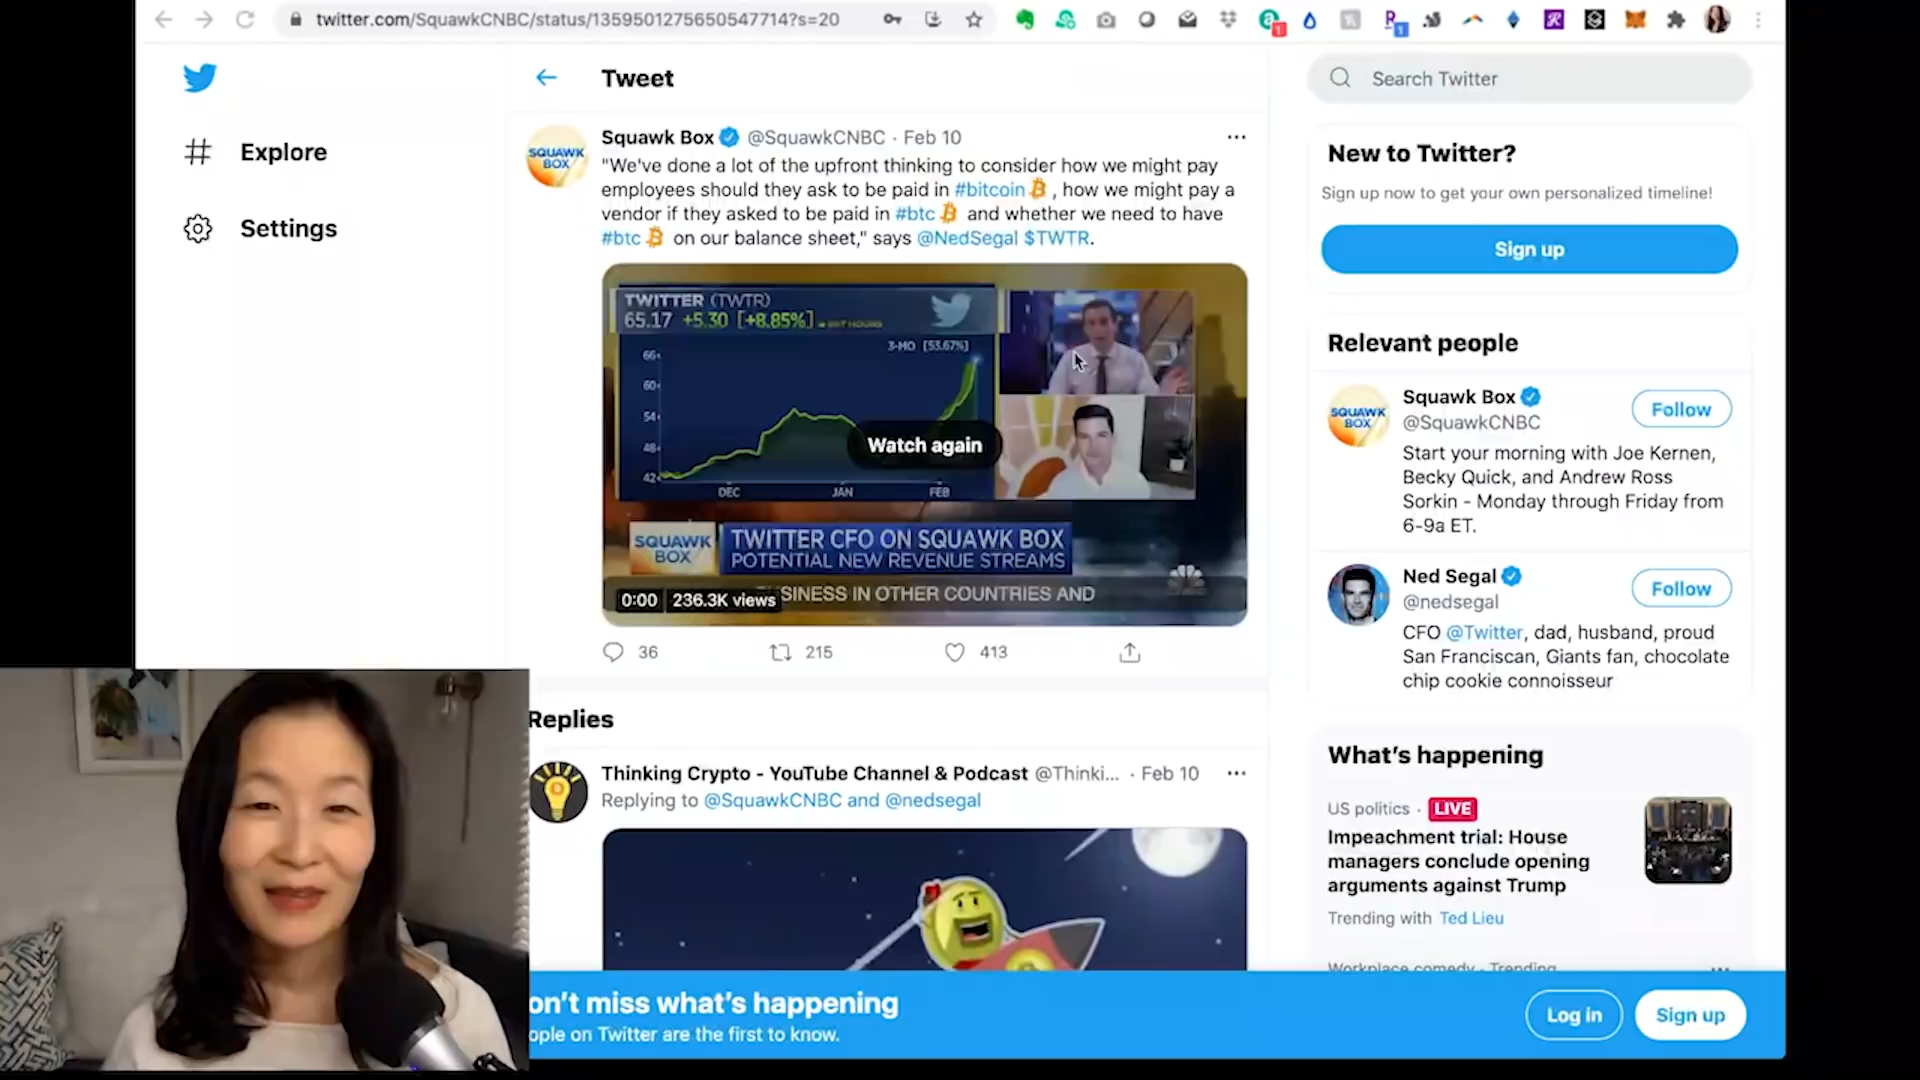 twitter.com/SquawkCNBC/status/1359501275650547714?s=20
Tweet
Search Twitter
Explore
Settings
Squawk Box @SquawkCNBC · Feb 10
"We've done a lot of the upfront thinking to consider how we might pay
employees should they ask to be paid in #bitcoin , how we might pay a
vendor if they asked to be paid in #btc and whether we need to have
#btc on our balance sheet," says @NedSegal $TWTR.
SQUAWK
BOX
TWITTER (TWTR)
65.17 +5.30 [+8.85%]
3-MO [53.67%]
66
60
54
48
42
DEC JAN FEB
Watch again
SQUAWK
BOX
TWITTER CFO ON SQUAWK BOX
POTENTIAL NEW REVENUE STREAMS
0:00 236.3K views
SINESS IN OTHER COUNTRIES AND
36 215 413
Replies
Thinking Crypto - YouTube Channel & Podcast @Thinki... · Feb 10
Replying to @SquawkCNBC and @nedsegal
New to Twitter?
Sign up now to get your own personalized timeline!
Sign up
Relevant people
SQUAWK
BOX
Squawk Box
@SquawkCNBC
Follow
Start your morning with Joe Kernen,
Becky Quick, and Andrew Ross
Sorkin - Monday through Friday from
6-9a ET.
Ned Segal
@nedsegal
Follow
CFO @Twitter, dad, husband, proud
San Franciscan, Giants fan, chocolate
chip cookie connoisseur
What's happening
US politics · LIVE
Impeachment trial: House
managers conclude opening
arguments against Trump
Trending with Ted Lieu
Workplace comedy · Trending
on't miss what's happening
ople on Twitter are the first to know.
Log in
Sign up